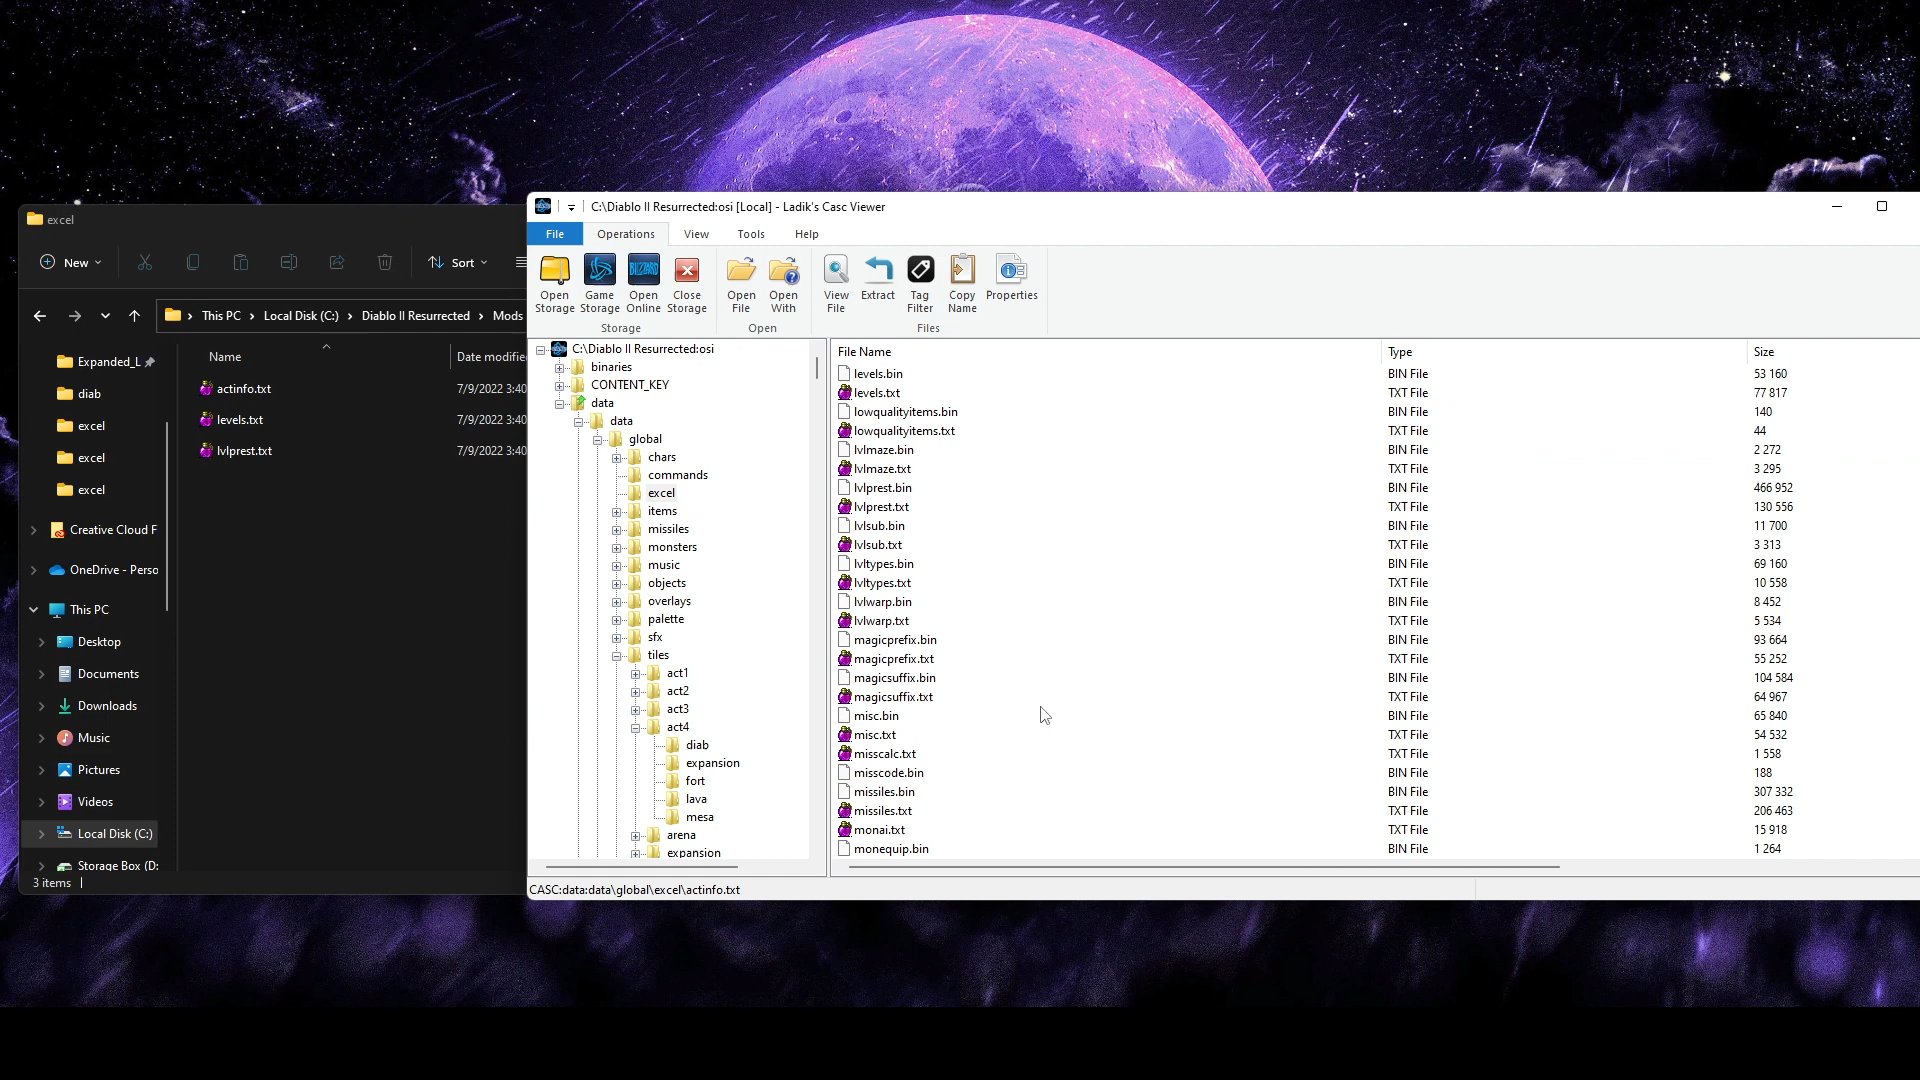 excel
New
Sort
This PC
Local Disk (C:)
Diablo II Resurrected
Mods
Expanded_L
diab
excel
excel
excel
Creative Cloud F
OneDrive - Perso
This PC
Desktop
Documents
Downloads
Music
Pictures
Videos
Local Disk (C:)
Storage Box (D:
Name
Date modifie
actinfo.txt 7/9/2022 3:40
levels.txt 7/9/2022 3:40
lvlprest.txt 7/9/2022 3:40
3 items
C:\Diablo II Resurrected:osi [Local] - Ladik's Casc Viewer
File Operations View Tools Help
Open Storage
Game Storage
BLIZZARD
Open Online
Close Storage
Open File
Open With
View File
Extract
Tag Filter
Copy Name
Properties
Storage
Open
Files
C:\Diablo II Resurrected:osi
binaries
CONTENT_KEY
data
data
global
chars
commands
excel
items
missiles
monsters
music
objects
overlays
palette
sfx
tiles
act1
act2
act3
act4
diab
expansion
fort
lava
mesa
arena
expansion
File Name Type Size
levels.bin BIN File 53 160
levels.txt TXT File 77 817
lowqualityitems.bin BIN File 140
lowqualityitems.txt TXT File 44
lvlmaze.bin BIN File 2 272
lvlmaze.txt TXT File 3 295
lvlprest.bin BIN File 466 952
lvlprest.txt TXT File 130 556
lvlsub.bin BIN File 11 700
lvlsub.txt TXT File 3 313
lvltypes.bin BIN File 69 160
lvltypes.txt TXT File 10 558
lvlwarp.bin BIN File 8 452
lvlwarp.txt TXT File 5 534
magicprefix.bin BIN File 93 664
magicprefix.txt TXT File 55 252
magicsuffix.bin BIN File 104 584
magicsuffix.txt TXT File 64 967
misc.bin BIN File 65 840
misc.txt TXT File 54 532
misscalc.txt TXT File 1 558
misscode.bin BIN File 188
missiles.bin BIN File 307 332
missiles.txt TXT File 206 463
monai.txt TXT File 15 918
monequip.bin BIN File 1 264
CASC:data:data\global\excel\actinfo.txt